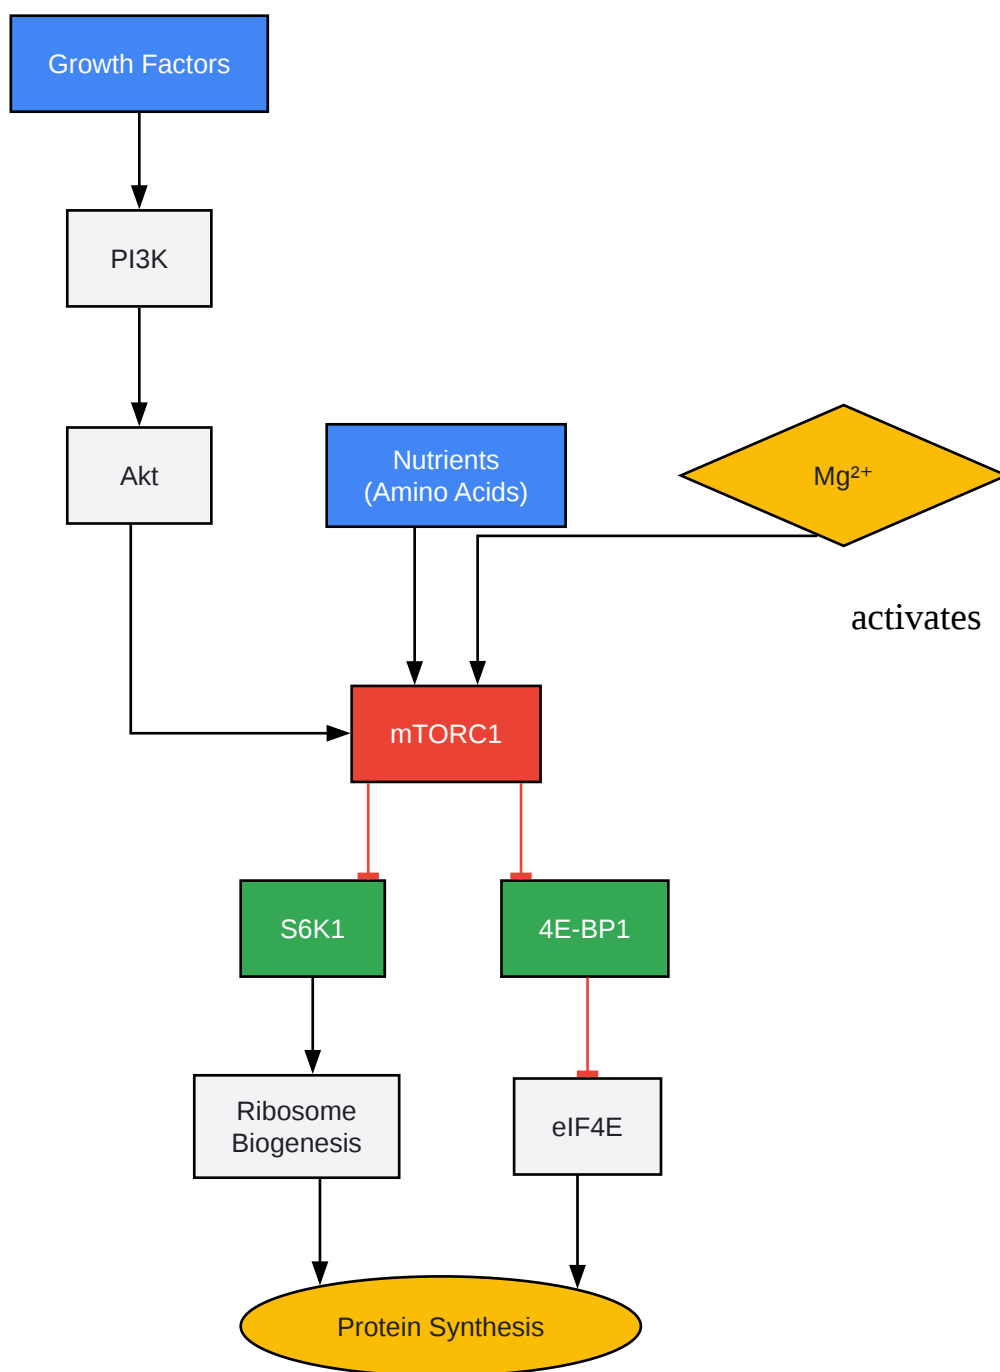 Growth Factors
PI3K
Akt
Nutrients
(Amino Acids)
Mg²⁺
activates
mTORC1
S6K1
4E-BP1
Ribosome
Biogenesis
eIF4E
Protein Synthesis